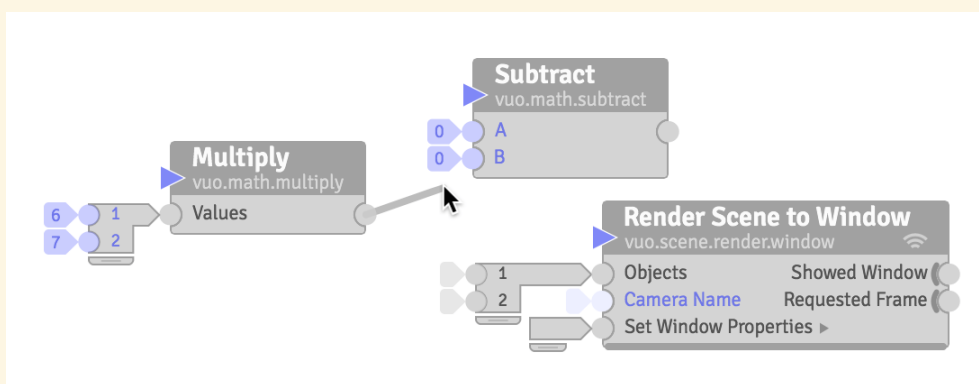 Subtract
vuo.math.subtract
0 A
0 B
Multiply
vuo.math.multiply
6 1 Values
7 2
Render Scene to Window
vuo.scene.render.window
1 Objects Showed Window
2 Camera Name Requested Frame
Set Window Properties